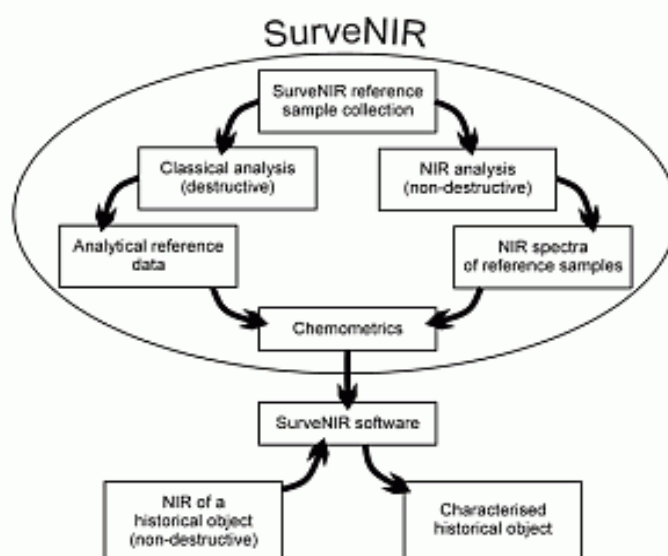 SurveNIR
SurveNIR reference
sample collection
Classical analysis
(destructive)
NIR analysis
(non-destructive)
Analytical reference
data
NIR spectra
of reference samples
Chemometrics
SurveNIR software
NIR of a
historical object
(non-destructive)
Characterised
historical object